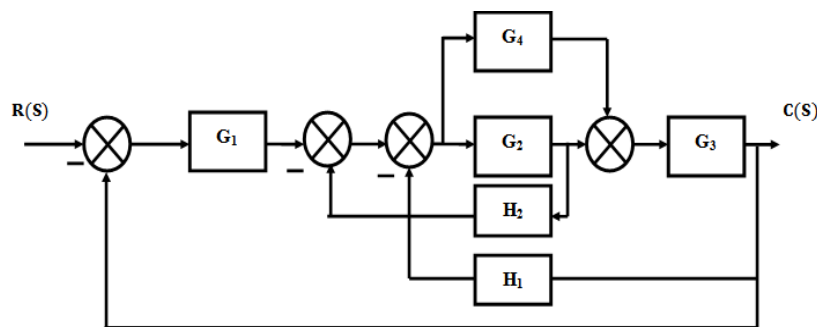 G₄
R(S)
C(S)
G₁
G₂
G₃
−
−
−
H₂
H₁